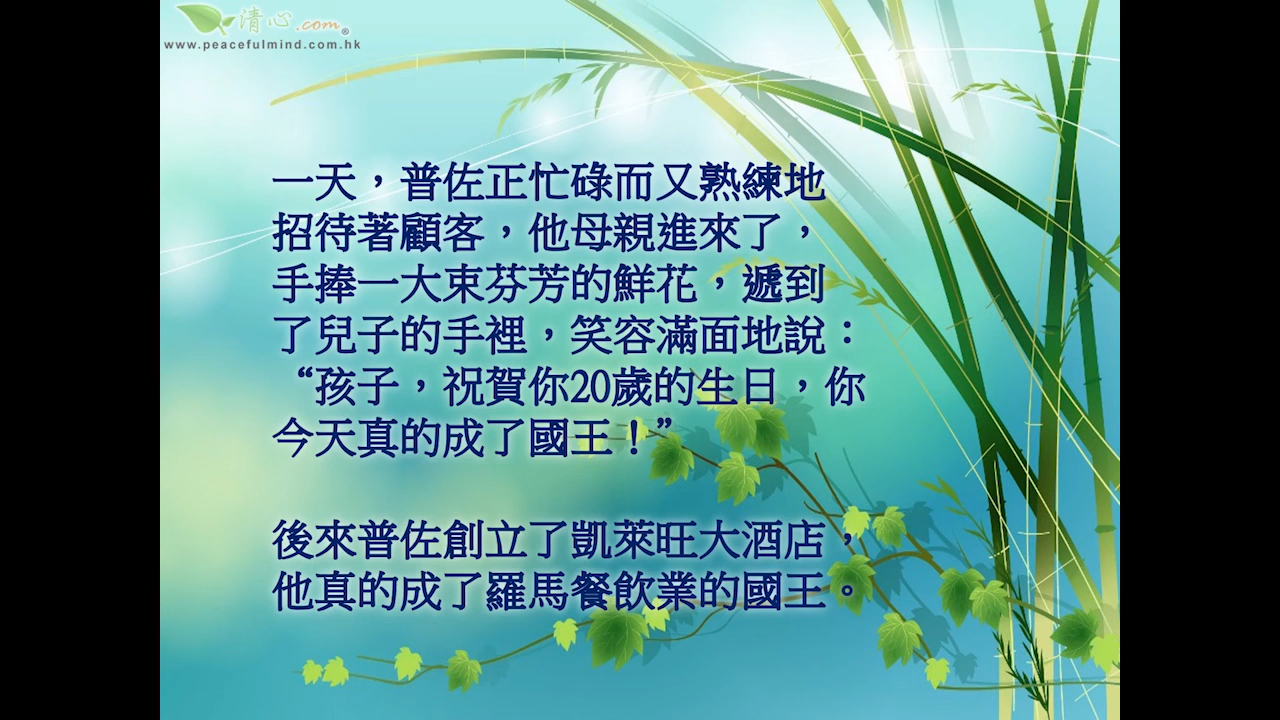 清心.com®
www.peacefulmind.com.hk
一天，普佐正忙碌而又熟練地
招待著顧客，他母親進來了，
手捧一大束芬芳的鮮花，遞到
了兒子的手裡，笑容滿面地說：
“孩子，祝賀你20歲的生日，你
今天真的成了國王！”
後來普佐創立了凱萊旺大酒店，
他真的成了羅馬餐飲業的國王。